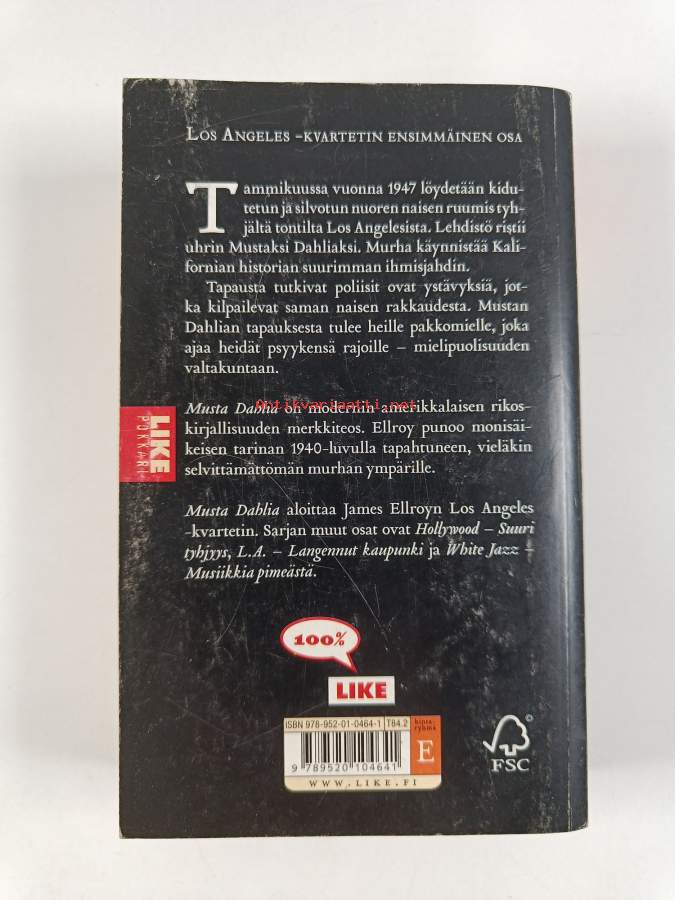 LOS ANGELES -KVARTETIN ENSIMMÄINEN OSA
Tammikuussa vuonna 1947 löydetään kidu-
tetun ja silvotun nuoren naisen ruumis tyh-
jältä tontilta Los Angelesista. Lehdistö ristii
uhrin Mustaksi Dahliaksi. Murha käynnistää Kali-
fornian historian suurimman ihmisjahdin.
Tapausta tutkivat poliisit ovat ystävyksiä, jot-
ka kilpailevat saman naisen rakkaudesta. Mustan
Dahlian tapauksesta tulee heille pakkomielle, joka
ajaa heidät psyykensä rajoille – mielipuolisuuden
valtakuntaan.
Antikvariaatti.net
Musta Dahlia on modernin amerikkalaisen rikos-
kirjallisuuden merkkiteos. Ellroy punoo monisäi-
keisen tarinan 1940-luvulla tapahtuneen, vieläkin
selvittämättömän murhan ympärille.
LIKE
POKKARI
Musta Dahlia aloittaa James Ellroyn Los Angeles
-kvartetin. Sarjan muut osat ovat Hollywood – Suuri
tyhjyys, L.A. – Langennut kaupunki ja White Jazz –
Musiikkia pimeästä.
100%
LIKE
ISBN 978-952-01-0464-1 T84.2
hinta-
ryhmä
E
9 789520 104641
WWW.LIKE.FI
©
FSC